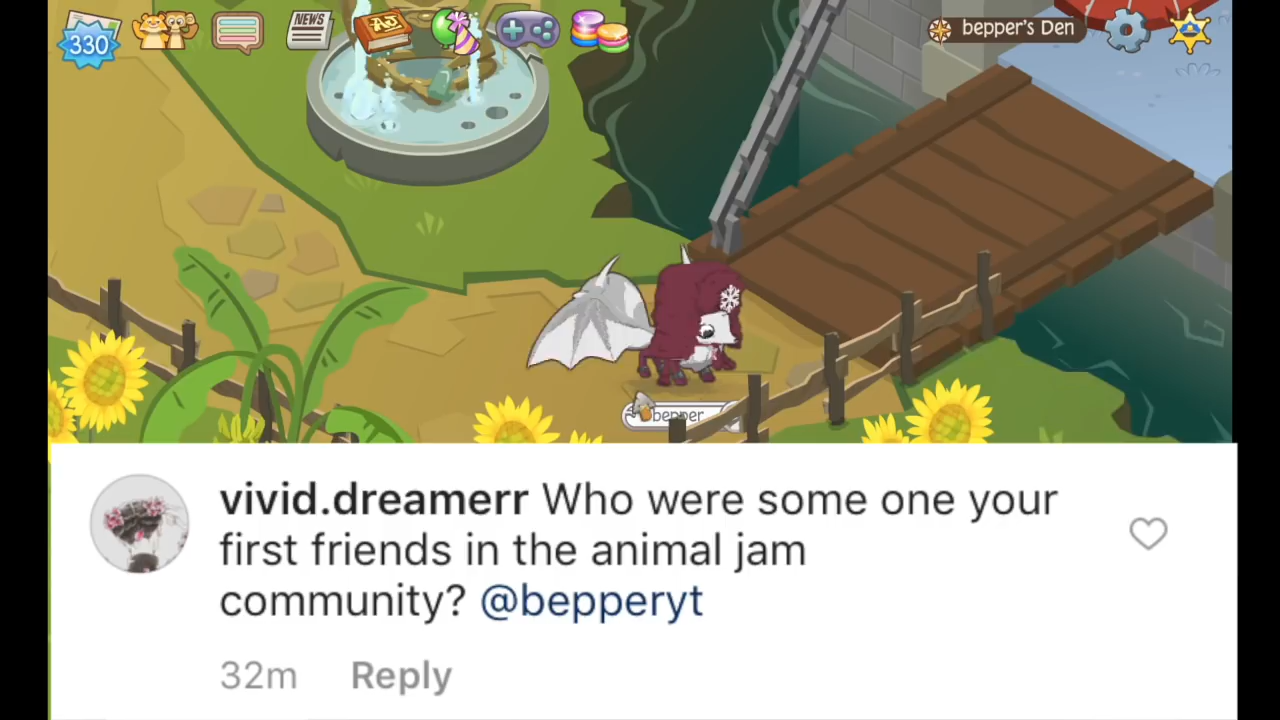 330
NEWS
AJ
bepper's Den
bepper
vivid.dreamerr Who were some one your
first friends in the animal jam
community? @bepperyt
32m Reply